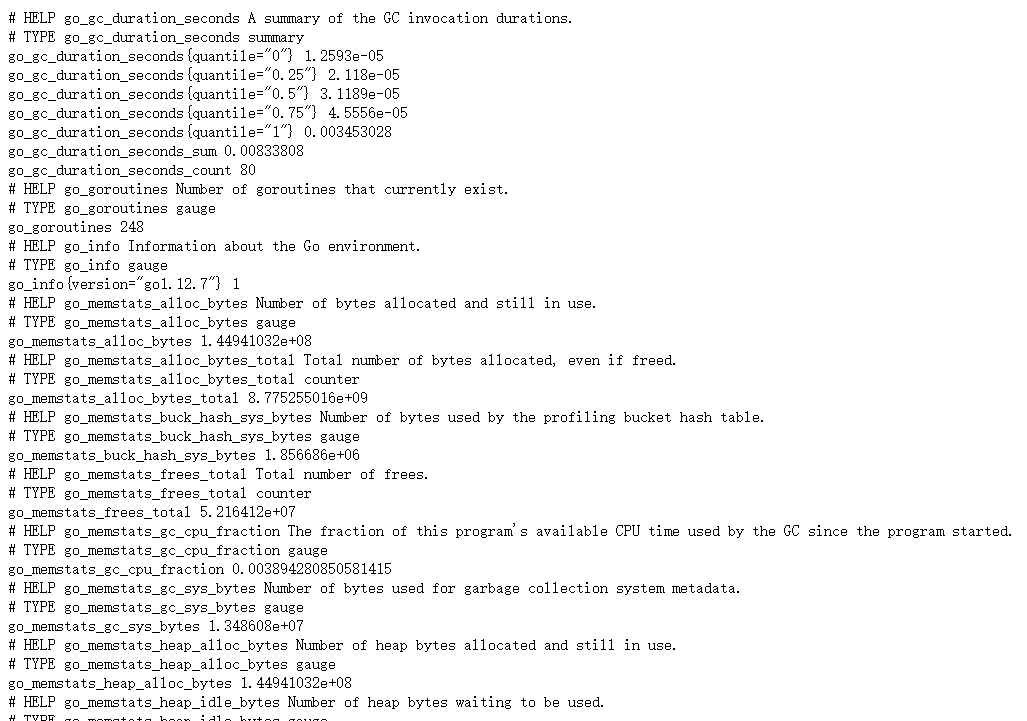 # HELP go_gc_duration_seconds A summary of the GC invocation durations.
# TYPE go_gc_duration_seconds summary
go_gc_duration_seconds{quantile="0"} 1.2593e-05
go_gc_duration_seconds{quantile="0.25"} 2.118e-05
go_gc_duration_seconds{quantile="0.5"} 3.1189e-05
go_gc_duration_seconds{quantile="0.75"} 4.5556e-05
go_gc_duration_seconds{quantile="1"} 0.003453028
go_gc_duration_seconds_sum 0.00833808
go_gc_duration_seconds_count 80
# HELP go_goroutines Number of goroutines that currently exist.
# TYPE go_goroutines gauge
go_goroutines 248
# HELP go_info Information about the Go environment.
# TYPE go_info gauge
go_info{version="go1.12.7"} 1
# HELP go_memstats_alloc_bytes Number of bytes allocated and still in use.
# TYPE go_memstats_alloc_bytes gauge
go_memstats_alloc_bytes 1.44941032e+08
# HELP go_memstats_alloc_bytes_total Total number of bytes allocated, even if freed.
# TYPE go_memstats_alloc_bytes_total counter
go_memstats_alloc_bytes_total 8.775255016e+09
# HELP go_memstats_buck_hash_sys_bytes Number of bytes used by the profiling bucket hash table.
# TYPE go_memstats_buck_hash_sys_bytes gauge
go_memstats_buck_hash_sys_bytes 1.856686e+06
# HELP go_memstats_frees_total Total number of frees.
# TYPE go_memstats_frees_total counter
go_memstats_frees_total 5.216412e+07
# HELP go_memstats_gc_cpu_fraction The fraction of this program's available CPU time used by the GC since the program started.
# TYPE go_memstats_gc_cpu_fraction gauge
go_memstats_gc_cpu_fraction 0.003894280850581415
# HELP go_memstats_gc_sys_bytes Number of bytes used for garbage collection system metadata.
# TYPE go_memstats_gc_sys_bytes gauge
go_memstats_gc_sys_bytes 1.348608e+07
# HELP go_memstats_heap_alloc_bytes Number of heap bytes allocated and still in use.
# TYPE go_memstats_heap_alloc_bytes gauge
go_memstats_heap_alloc_bytes 1.44941032e+08
# HELP go_memstats_heap_idle_bytes Number of heap bytes waiting to be used.
# TYPE go_memstats_heap_idle_bytes gauge